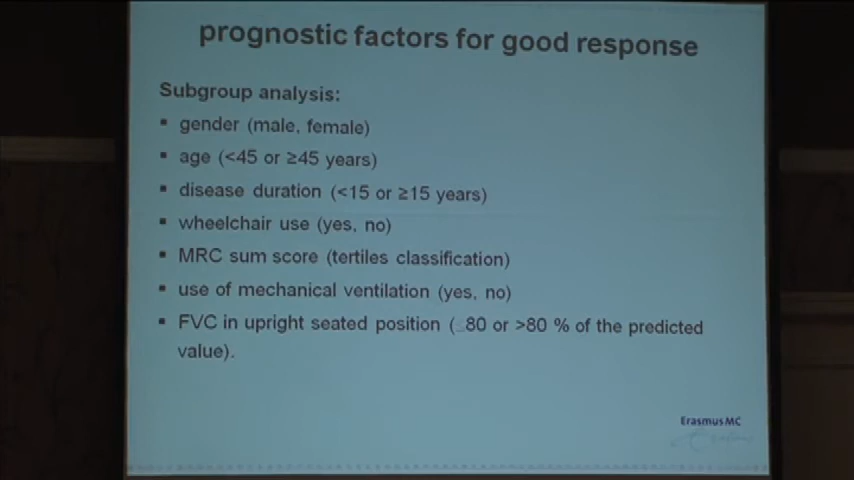 prognostic factors for good response
Subgroup analysis:
▪ gender (male, female)
▪ age (<45 or ≥45 years)
▪ disease duration (<15 or ≥15 years)
▪ wheelchair use (yes, no)
▪ MRC sum score (tertiles classification)
▪ use of mechanical ventilation (yes, no)
▪ FVC in upright seated position ( 80 or >80 % of the predicted
value).
Erasmus MC